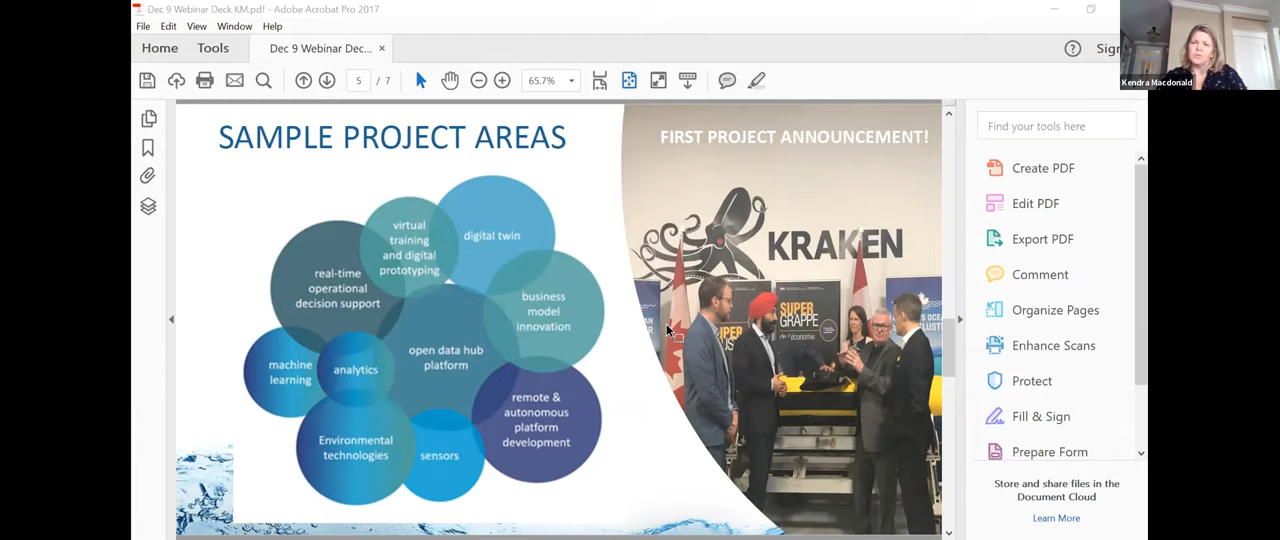 Dec 9 Webinar Deck KM.pdf - Adobe Acrobat Pro 2017
File Edit View Window Help
Home Tools Dec 9 Webinar Dec... × Sign
5 / 7 65.7%
Kendra Macdonald
SAMPLE PROJECT AREAS
virtual
training
and digital
prototyping
digital twin
real-time
operational
decision support
business
model
innovation
open data hub
platform
machine
learning
analytics
remote &
autonomous
platform
development
Environmental
technologies
sensors
FIRST PROJECT ANNOUNCEMENT!
KRAKEN
SUPER
GRAPPE
de l'économie
Find your tools here
Create PDF
Edit PDF
Export PDF
Comment
Organize Pages
Enhance Scans
Protect
Fill & Sign
Prepare Form
Store and share files in the
Document Cloud
Learn More